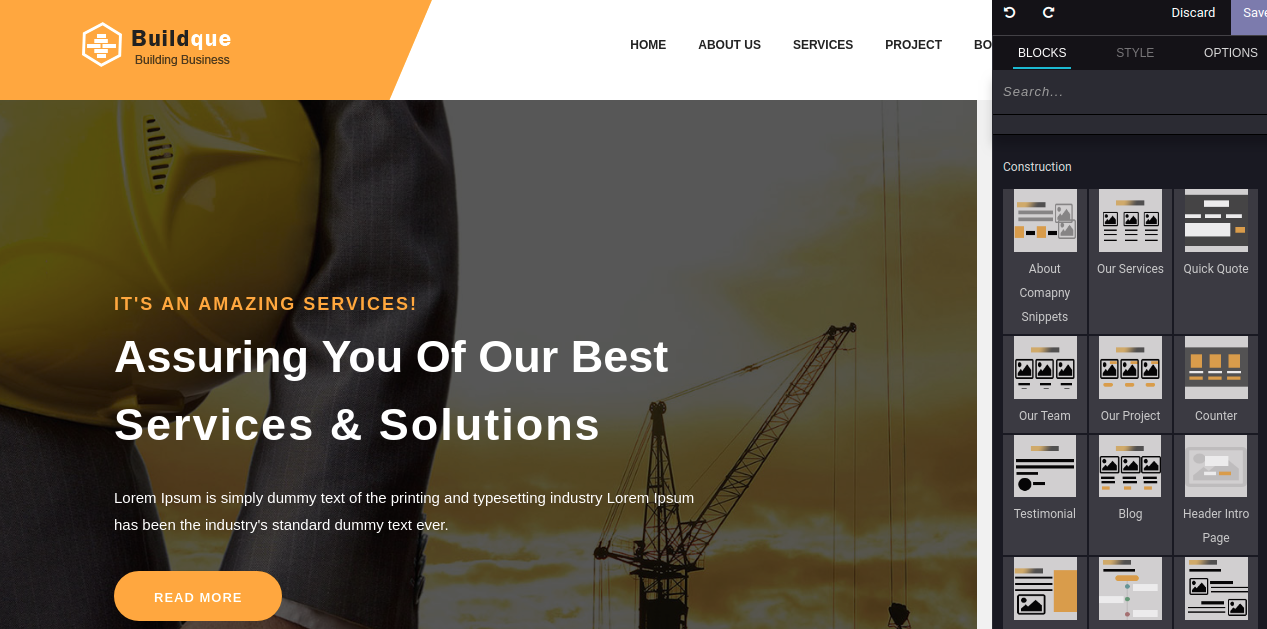 Buildque
Building Business
HOME ABOUT US SERVICES PROJECT BO
Discard Save
BLOCKS STYLE OPTIONS
Search...
Construction
IT'S AN AMAZING SERVICES!
Assuring You Of Our Best
Services & Solutions
Lorem Ipsum is simply dummy text of the printing and typesetting industry Lorem Ipsum
has been the industry's standard dummy text ever.
READ MORE
About
Comapny
Snippets
Our Services
Quick Quote
Our Team
Our Project
Counter
Testimonial
Blog
Header Intro
Page